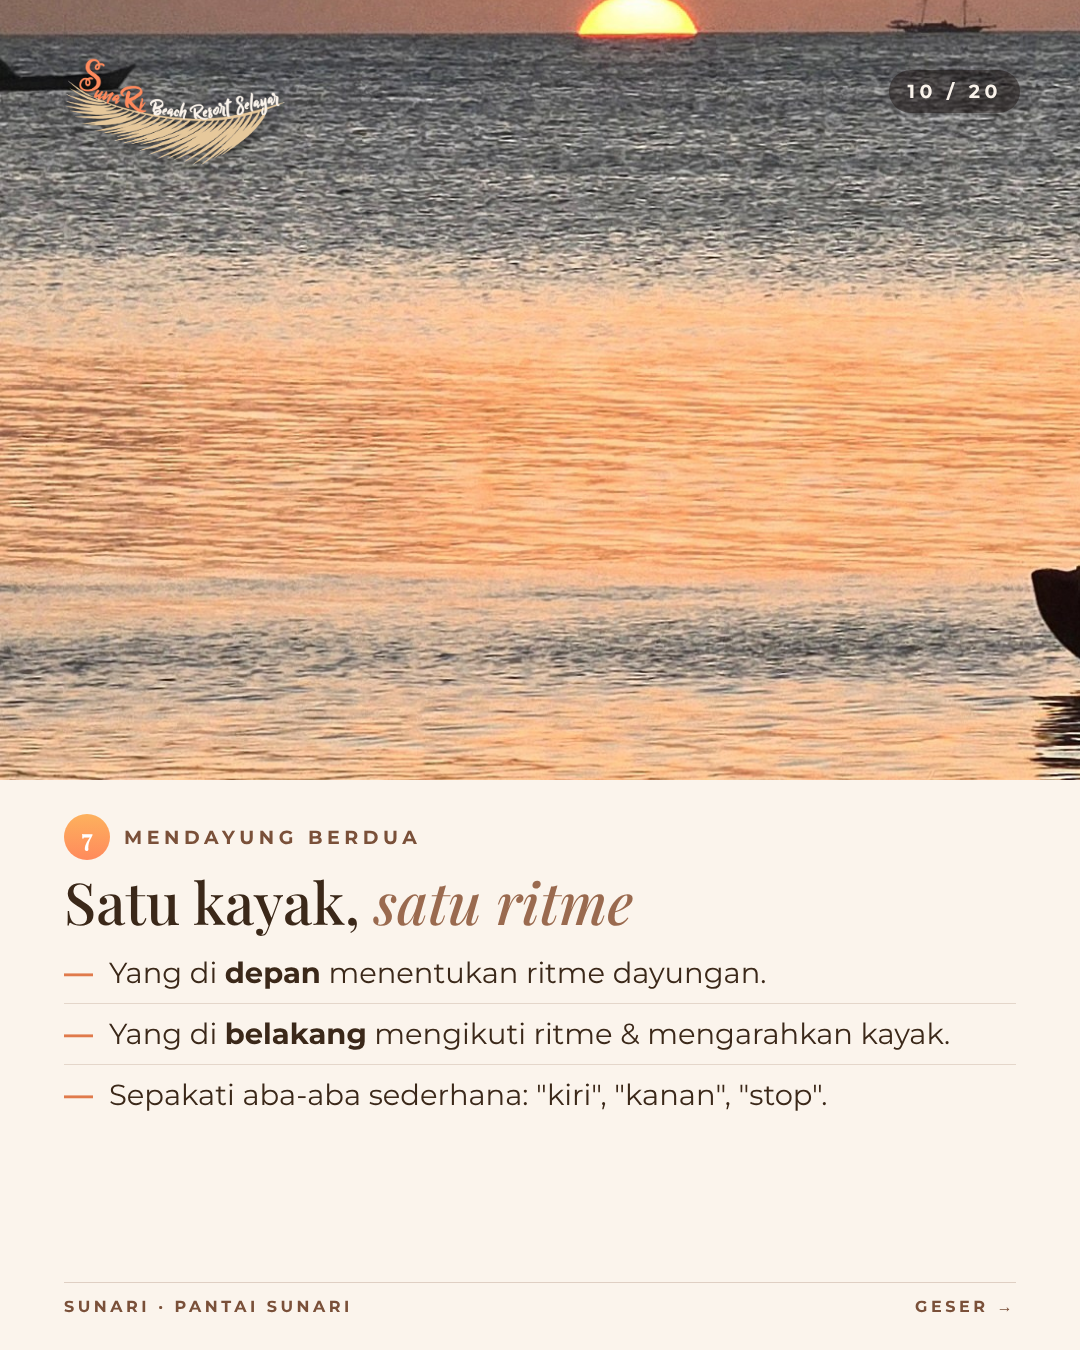 SunaRi Beach Resort Selayar
10 / 20
7 MENDAYUNG BERDUA
Satu kayak, satu ritme
— Yang di depan menentukan ritme dayungan.
— Yang di belakang mengikuti ritme & mengarahkan kayak.
— Sepakati aba-aba sederhana: "kiri", "kanan", "stop".
SUNARI · PANTAI SUNARI
GESER →